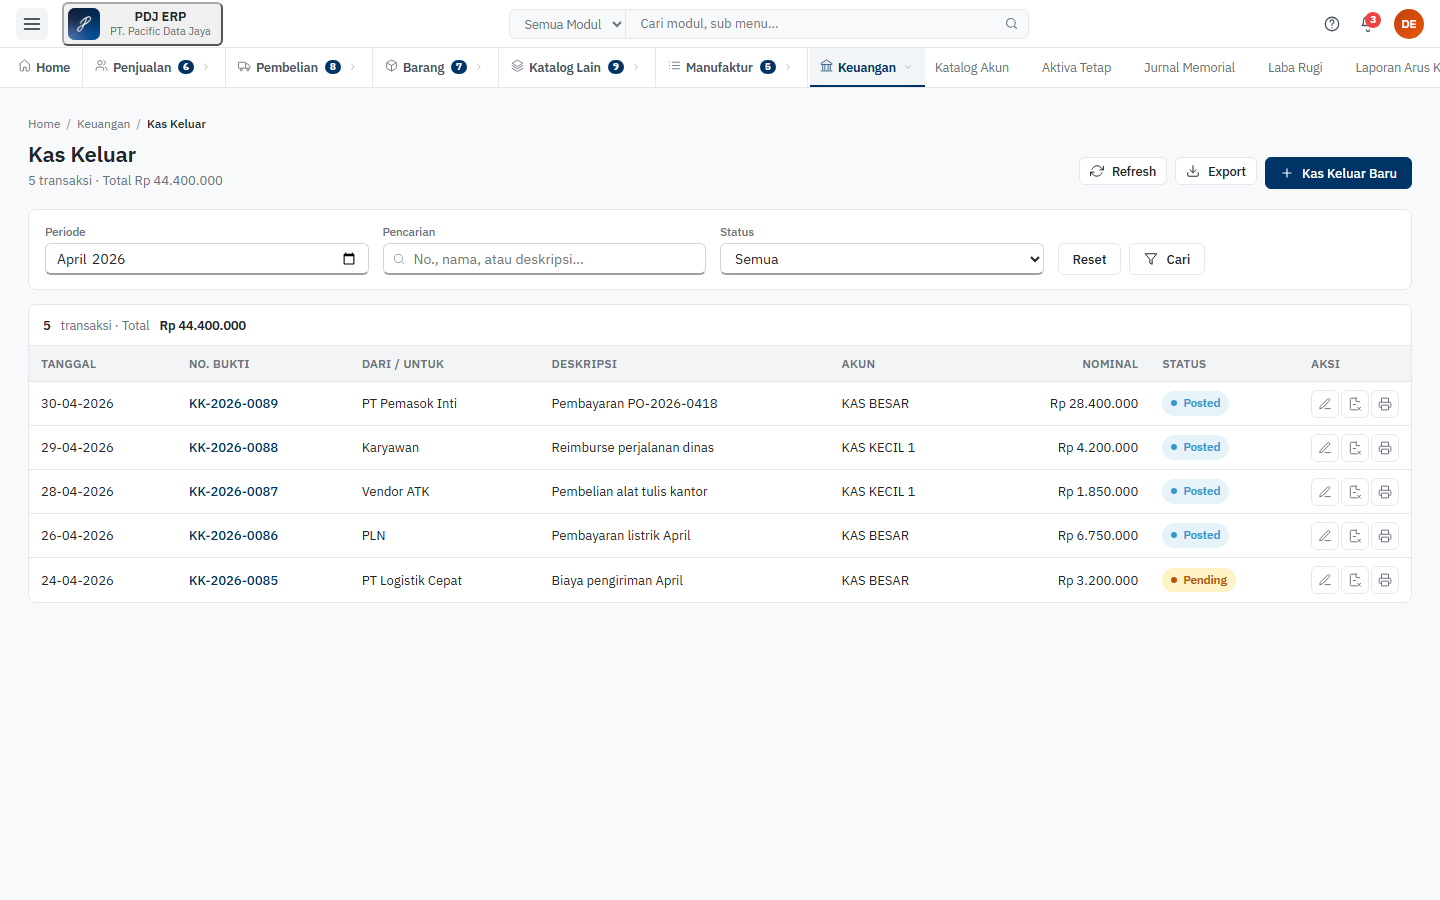 PDJ ERP
PT. Pacific Data Jaya
Semua Modul
Cari modul, sub menu...
3
DE
Home
Penjualan 6
Pembelian 8
Barang 7
Katalog Lain 9
Manufaktur 5
Keuangan
Katalog Akun
Aktiva Tetap
Jurnal Memorial
Laba Rugi
Laporan Arus K
Home / Keuangan / Kas Keluar
Kas Keluar
5 transaksi · Total Rp 44.400.000
Refresh
Export
Kas Keluar Baru
Periode
April 2026
Pencarian
No., nama, atau deskripsi...
Status
Semua
Reset
Cari
5 transaksi · Total Rp 44.400.000
TANGGAL NO. BUKTI DARI / UNTUK DESKRIPSI AKUN NOMINAL STATUS AKSI
30-04-2026 KK-2026-0089 PT Pemasok Inti Pembayaran PO-2026-0418 KAS BESAR Rp 28.400.000 Posted
29-04-2026 KK-2026-0088 Karyawan Reimburse perjalanan dinas KAS KECIL 1 Rp 4.200.000 Posted
28-04-2026 KK-2026-0087 Vendor ATK Pembelian alat tulis kantor KAS KECIL 1 Rp 1.850.000 Posted
26-04-2026 KK-2026-0086 PLN Pembayaran listrik April KAS BESAR Rp 6.750.000 Posted
24-04-2026 KK-2026-0085 PT Logistik Cepat Biaya pengiriman April KAS BESAR Rp 3.200.000 Pending